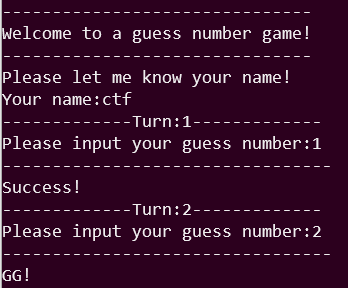 -------------------------------
Welcome to a guess number game!
-------------------------------
Please let me know your name!
Your name:ctf
-------------Turn:1-------------
Please input your guess number:1
---------------------------------
Success!
-------------Turn:2-------------
Please input your guess number:2
---------------------------------
GG!